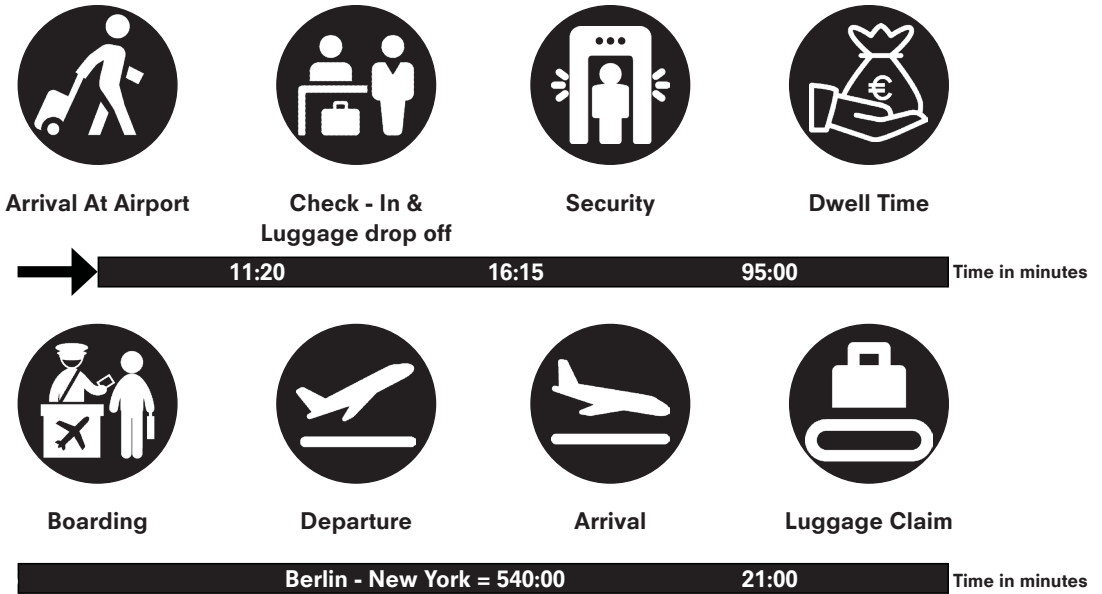 €
Arrival At Airport
Check - In &
Luggage drop off
Security
Dwell Time
11:20 16:15 95:00 Time in minutes
Boarding
Departure
Arrival
Luggage Claim
Berlin - New York = 540:00 21:00 Time in minutes